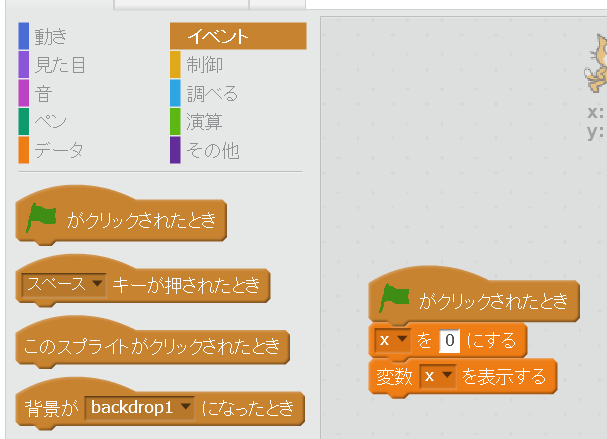 動き
イベント
見た目
制御
音
調べる
ペン
演算
データ
その他
x:
y:
がクリックされたとき
スペース キーが押されたとき
がクリックされたとき
x を 0 にする
このスプライトがクリックされたとき
変数 x を表示する
背景が backdrop1 になったとき